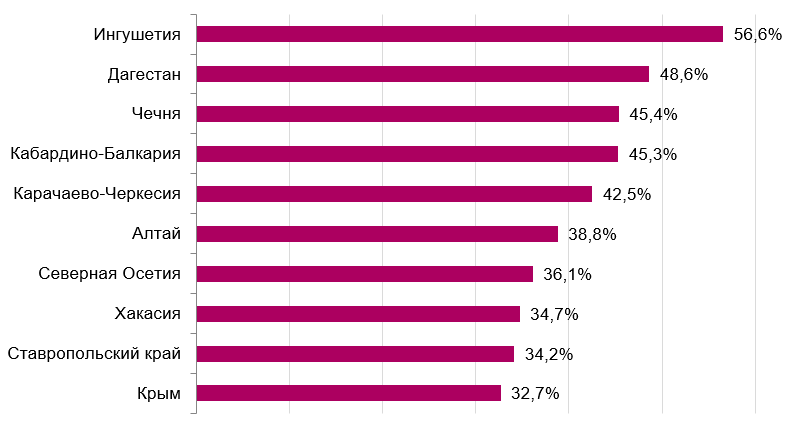 Ингушетия 56,6%
Дагестан 48,6%
Чечня 45,4%
Кабардино-Балкария 45,3%
Карачаево-Черкесия 42,5%
Алтай 38,8%
Северная Осетия 36,1%
Хакасия 34,7%
Ставропольский край 34,2%
Крым 32,7%